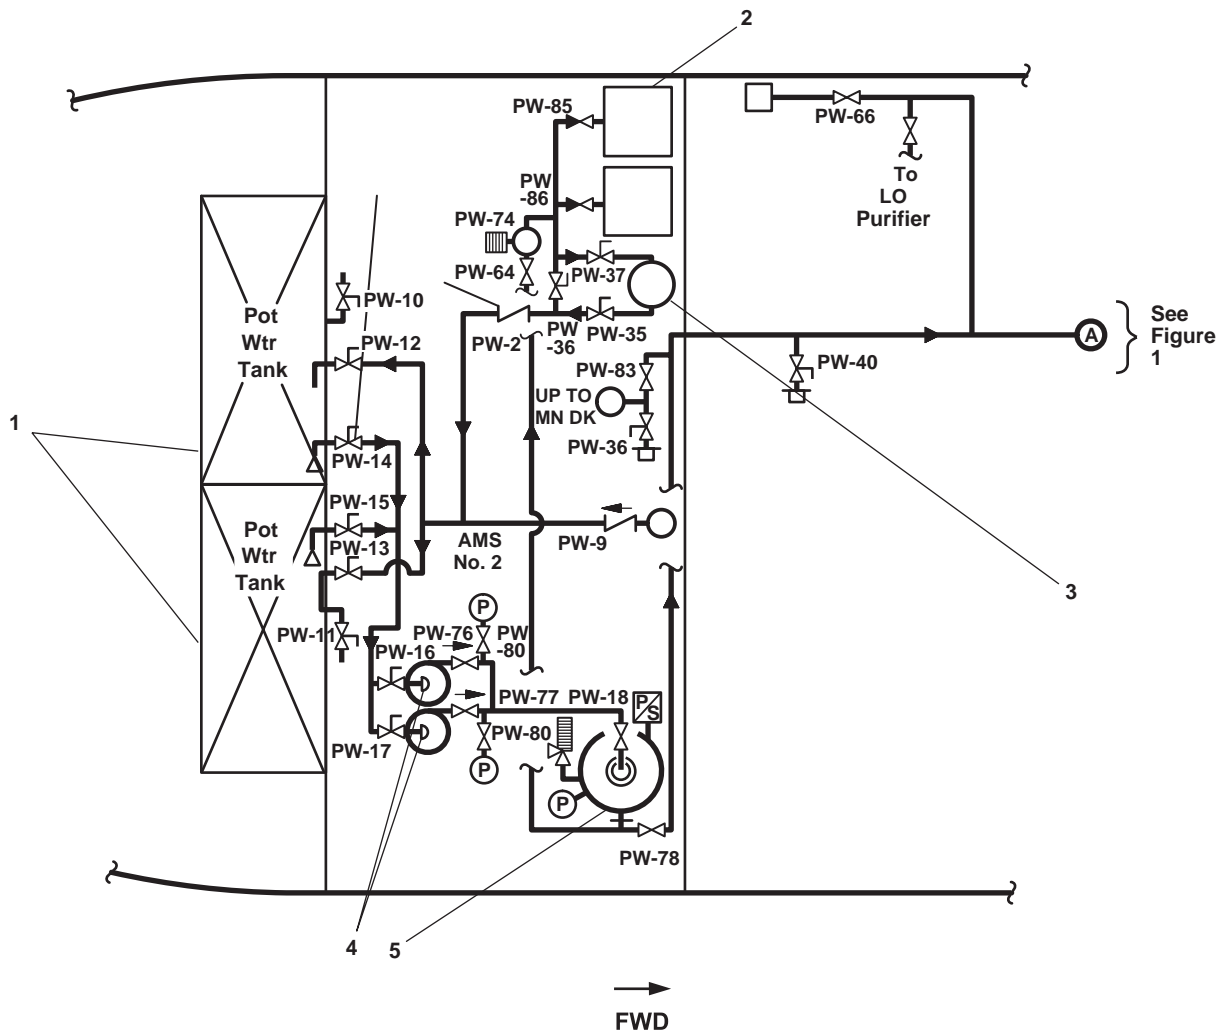 2
PW-85
PW-66
PW
-86
To
LO
Purifier
PW-74
PW-64
PW-37
PW-10
Pot
Wtr
Tank
PW-12
PW-2
PW
-36
PW-35
A
See
Figure
1
PW-83
PW-40
UP TO
MN DK
PW-36
1
PW-14
PW-15
PW-13
Pot
Wtr
Tank
AMS
No. 2
PW-9
3
P
PW-11
PW-16
PW-76
PW
-80
PW-77
PW-18
P
S
PW-17
PW-80
P
P
PW-78
4
5
FWD